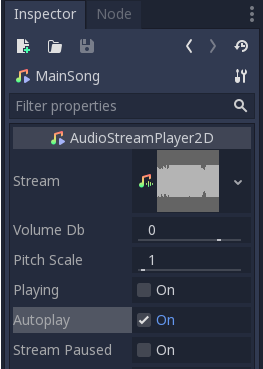 Inspector
Node
MainSong
Filter properties
AudioStreamPlayer2D
Stream
Volume Db 0
Pitch Scale 1
Playing On
Autoplay On
Stream Paused On